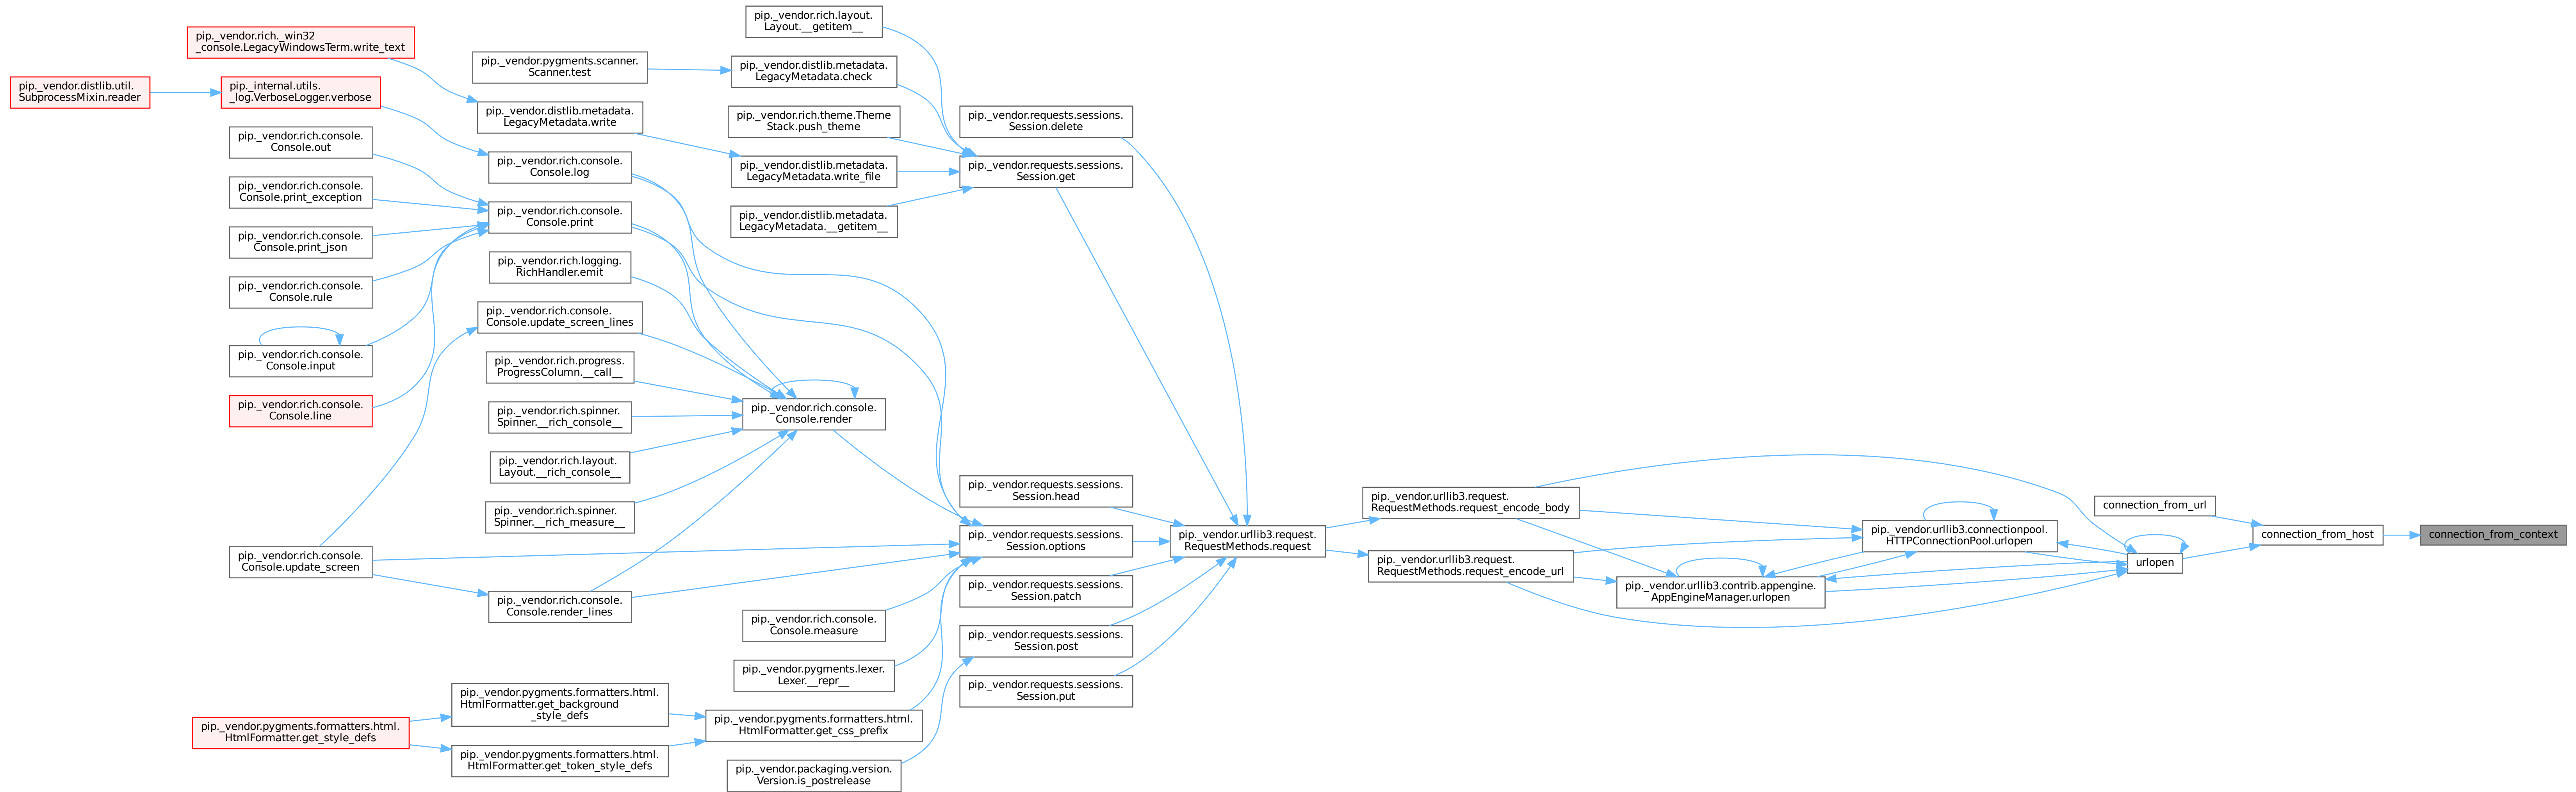 pip._vendor.distlib.util.
SubprocessMixin.reader
pip._vendor.rich._win32
_console.LegacyWindowsTerm.write_text
pip._internal.utils.
_log.VerboseLogger.verbose
pip._vendor.rich.console.
Console.out
pip._vendor.rich.console.
Console.print_exception
pip._vendor.rich.console.
Console.print_json
pip._vendor.rich.console.
Console.rule
pip._vendor.rich.console.
Console.input
pip._vendor.rich.console.
Console.line
pip._vendor.rich.console.
Console.update_screen
pip._vendor.pygments.formatters.html.
HtmlFormatter.get_style_defs
pip._vendor.pygments.scanner.
Scanner.test
pip._vendor.distlib.metadata.
LegacyMetadata.write
pip._vendor.rich.console.
Console.log
pip._vendor.rich.console.
Console.print
pip._vendor.rich.logging.
RichHandler.emit
pip._vendor.rich.console.
Console.update_screen_lines
pip._vendor.rich.progress.
ProgressColumn.__call__
pip._vendor.rich.spinner.
Spinner.__rich_console__
pip._vendor.rich.layout.
Layout.__rich_console__
pip._vendor.rich.spinner.
Spinner.__rich_measure__
pip._vendor.rich.console.
Console.render_lines
pip._vendor.pygments.formatters.html.
HtmlFormatter.get_background
_style_defs
pip._vendor.pygments.formatters.html.
HtmlFormatter.get_token_style_defs
pip._vendor.rich.layout.
Layout.__getitem__
pip._vendor.distlib.metadata.
LegacyMetadata.check
pip._vendor.rich.theme.Theme
Stack.push_theme
pip._vendor.distlib.metadata.
LegacyMetadata.write_file
pip._vendor.distlib.metadata.
LegacyMetadata.__getitem__
pip._vendor.rich.console.
Console.render
pip._vendor.rich.console.
Console.measure
pip._vendor.pygments.lexer.
Lexer.__repr__
pip._vendor.pygments.formatters.html.
HtmlFormatter.get_css_prefix
pip._vendor.packaging.version.
Version.is_postrelease
pip._vendor.requests.sessions.
Session.delete
pip._vendor.requests.sessions.
Session.get
pip._vendor.requests.sessions.
Session.head
pip._vendor.requests.sessions.
Session.options
pip._vendor.requests.sessions.
Session.patch
pip._vendor.requests.sessions.
Session.post
pip._vendor.requests.sessions.
Session.put
pip._vendor.urllib3.request.
RequestMethods.request
pip._vendor.urllib3.request.
RequestMethods.request_encode_body
pip._vendor.urllib3.request.
RequestMethods.request_encode_url
pip._vendor.urllib3.connectionpool.
HTTPConnectionPool.urlopen
pip._vendor.urllib3.contrib.appengine.
AppEngineManager.urlopen
connection_from_url
urlopen
connection_from_host
connection_from_context